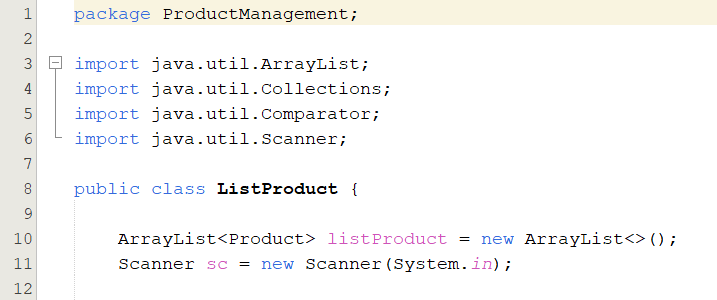 1 package ProductManagement;
2
3 import java.util.ArrayList;
4 import java.util.Collections;
5 import java.util.Comparator;
6 import java.util.Scanner;
7
8 public class ListProduct {
9
10 ArrayList<Product> listProduct = new ArrayList<>();
11 Scanner sc = new Scanner(System.in);
12